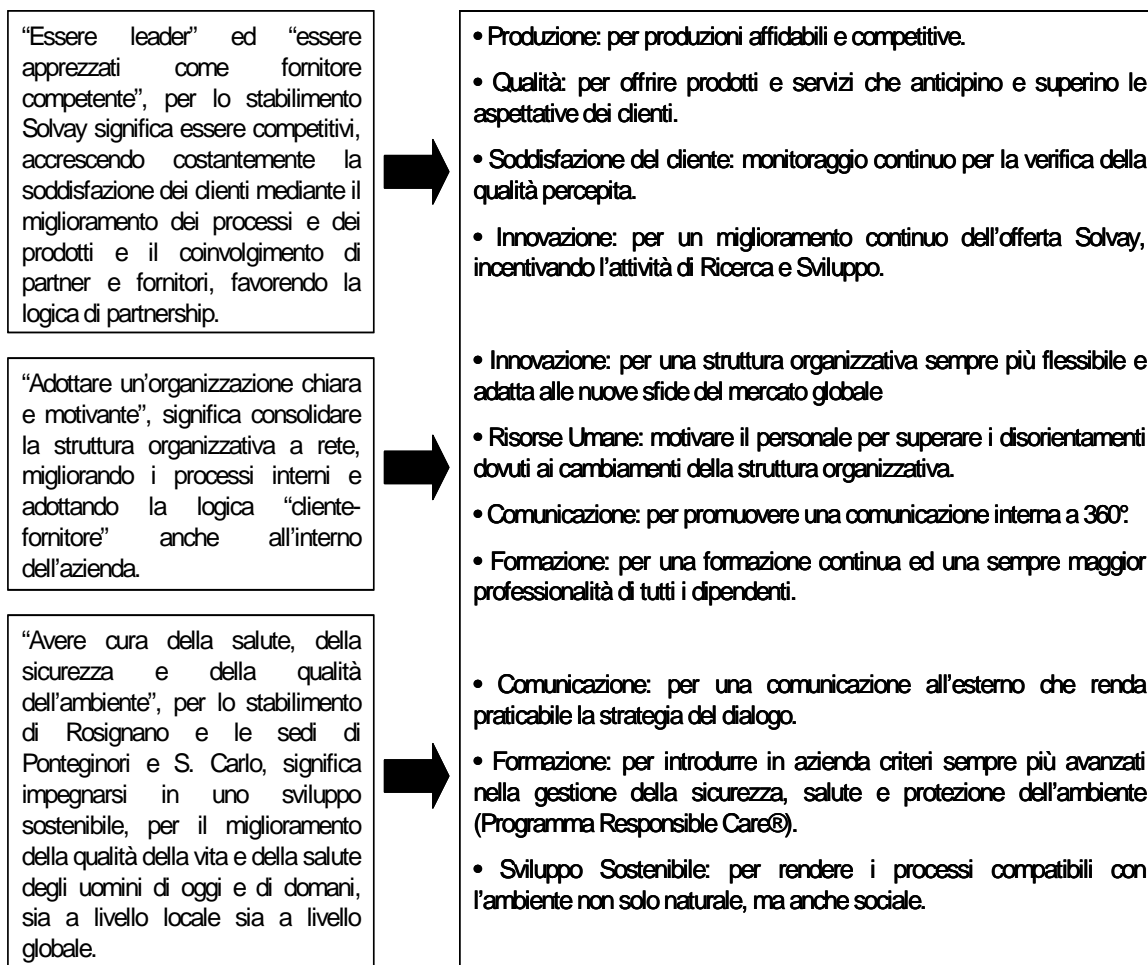 “Essere leader” ed “essere
apprezzati come fornitore
competente”, per lo stabilimento
Solvay significa essere competitivi,
accrescendo costantemente la
soddisfazione dei clienti mediante il
miglioramento dei processi e dei
prodotti e il coinvolgimento di
partner e fornitori, favorendo la
logica di partnership.
“Adottare un’organizzazione chiara
e motivante”, significa consolidare
la struttura organizzativa a rete,
migliorando i processi interni e
adottando la logica “cliente-
fornitore” anche all’interno
dell’azienda.
“Avere cura della salute, della
sicurezza e della qualità
dell’ambiente”, per lo stabilimento
di Rosignano e le sedi di
Ponteginori e S. Carlo, significa
impegnarsi in uno sviluppo
sostenibile, per il miglioramento
della qualità della vita e della salute
degli uomini di oggi e di domani,
sia a livello locale sia a livello
globale.
• Produzione: per produzioni affidabili e competitive.
• Qualità: per offrire prodotti e servizi che anticipino e superino le
aspettative dei clienti.
• Soddisfazione del cliente: monitoraggio continuo per la verifica della
qualità percepita.
• Innovazione: per un miglioramento continuo dell’offerta Solvay,
incentivando l’attività di Ricerca e Sviluppo.
• Innovazione: per una struttura organizzativa sempre più flessibile e
adatta alle nuove sfide del mercato globale
• Risorse Umane: motivare il personale per superare i disorientamenti
dovuti ai cambiamenti della struttura organizzativa.
• Comunicazione: per promuovere una comunicazione interna a 360°.
• Formazione: per una formazione continua ed una sempre maggior
professionalità di tutti i dipendenti.
• Comunicazione: per una comunicazione all’esterno che renda
praticabile la strategia del dialogo.
• Formazione: per introdurre in azienda criteri sempre più avanzati
nella gestione della sicurezza, salute e protezione dell’ambiente
(Programma Responsible Care®).
• Sviluppo Sostenibile: per rendere i processi compatibili con
l’ambiente non solo naturale, ma anche sociale.